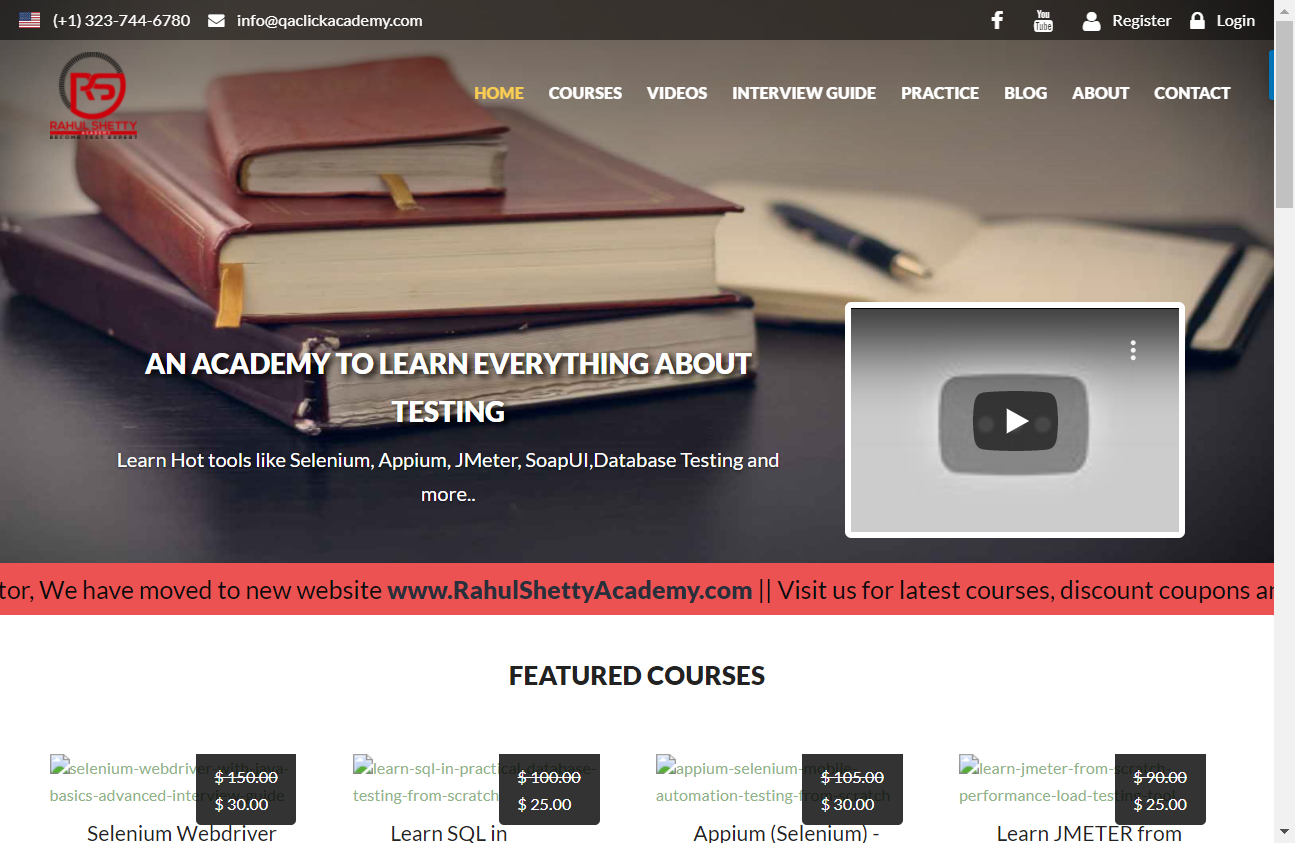 (+1) 323-744-6780 info@qaclickacademy.com
You Tube Register Login
RS
RAHUL SHETTY
ACADEMY
BECOME TEST EXPERT
HOME COURSES VIDEOS INTERVIEW GUIDE PRACTICE BLOG ABOUT CONTACT
AN ACADEMY TO LEARN EVERYTHING ABOUT
TESTING
Learn Hot tools like Selenium, Appium, JMeter, SoapUI,Database Testing and
more..
tor, We have moved to new website www.RahulShettyAcademy.com || Visit us for latest courses, discount coupons an
FEATURED COURSES
selenium-webdriver-with-java-
basics-advanced-interview-guide
$ 150.00
$ 30.00
Selenium Webdriver
learn-sql-in-practical-database-
testing-from-scratch
$ 100.00
$ 25.00
Learn SQL in
appium-selenium-mobile-
automation-testing-from-scratch
$ 105.00
$ 30.00
Appium (Selenium) -
learn-jmeter-from-scratch-
performance-load-testing-tool
$ 90.00
$ 25.00
Learn JMETER from